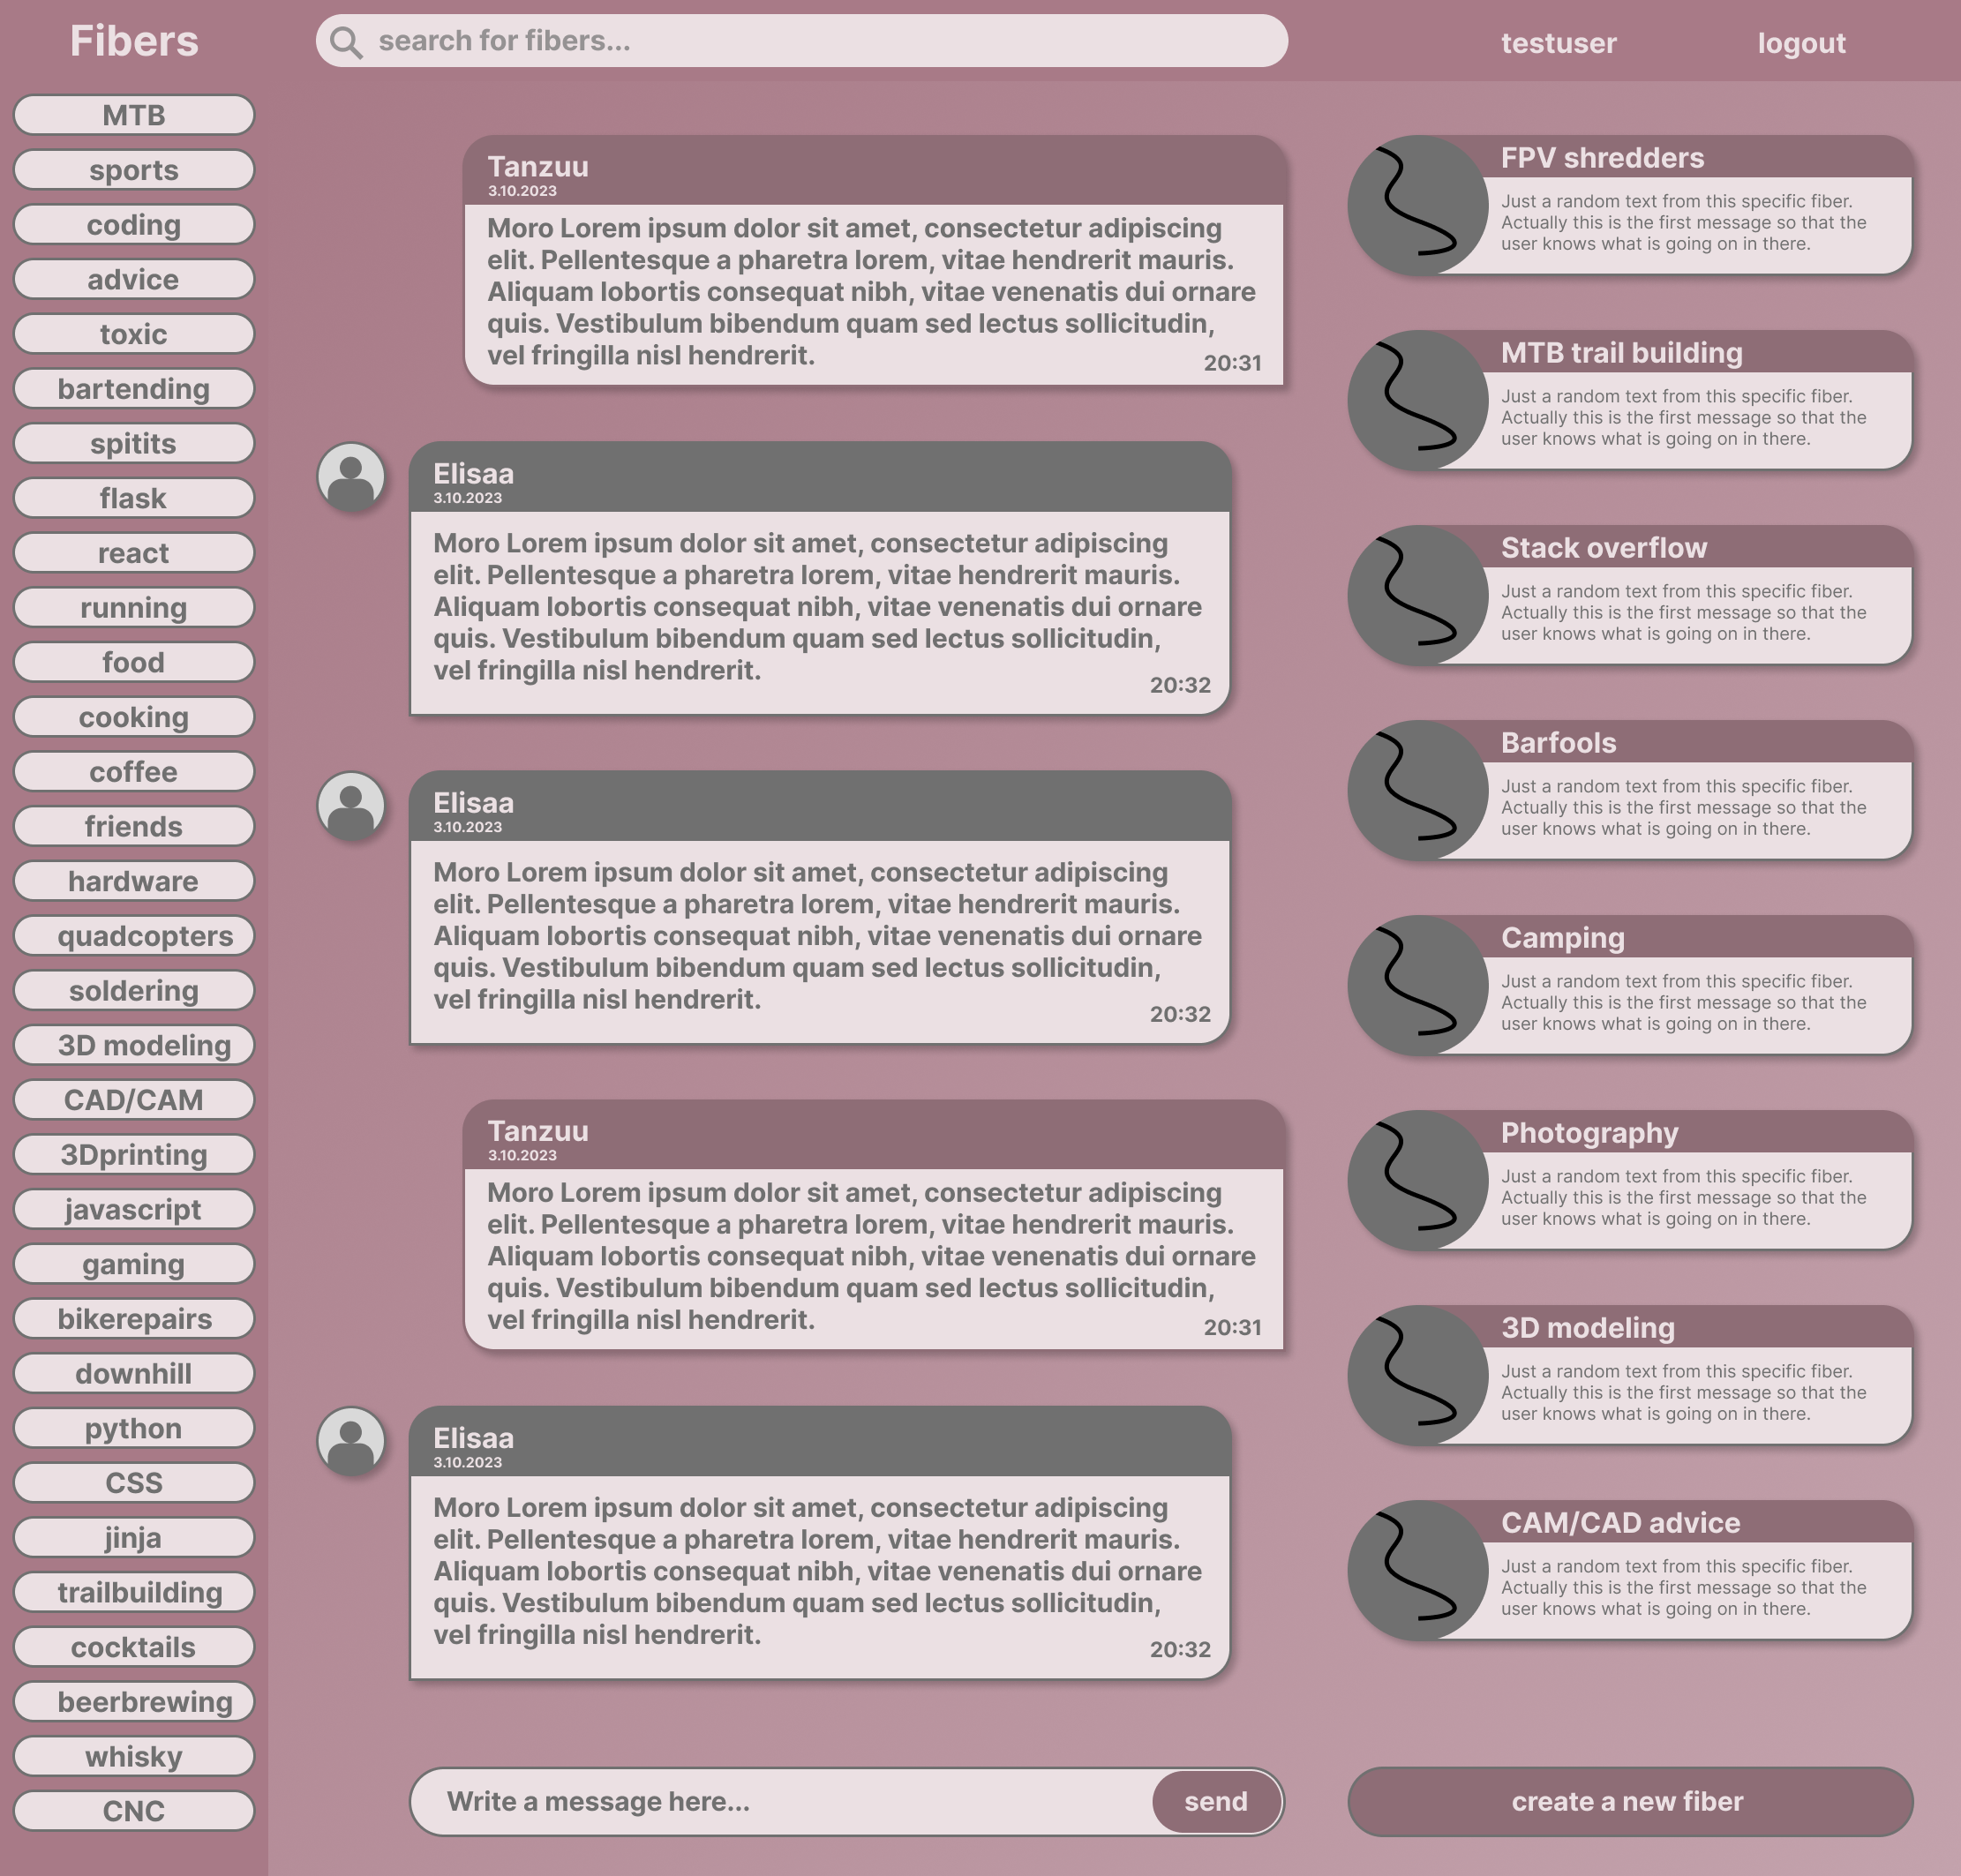 Fibers
search for fibers...
testuser
logout
MTB
sports
coding
advice
toxic
bartending
spitits
flask
react
running
food
cooking
coffee
friends
hardware
quadcopters
soldering
3D modeling
CAD/CAM
3Dprinting
javascript
gaming
bikerepairs
downhill
python
CSS
jinja
trailbuilding
cocktails
beerbrewing
whisky
CNC
Tanzuu
3.10.2023
Moro Lorem ipsum dolor sit amet, consectetur adipiscing
elit. Pellentesque a pharetra lorem, vitae hendrerit mauris.
Aliquam lobortis consequat nibh, vitae venenatis dui ornare
quis. Vestibulum bibendum quam sed lectus sollicitudin,
vel fringilla nisl hendrerit.
20:31
Elisaa
3.10.2023
Moro Lorem ipsum dolor sit amet, consectetur adipiscing
elit. Pellentesque a pharetra lorem, vitae hendrerit mauris.
Aliquam lobortis consequat nibh, vitae venenatis dui ornare
quis. Vestibulum bibendum quam sed lectus sollicitudin,
vel fringilla nisl hendrerit.
20:32
Elisaa
3.10.2023
Moro Lorem ipsum dolor sit amet, consectetur adipiscing
elit. Pellentesque a pharetra lorem, vitae hendrerit mauris.
Aliquam lobortis consequat nibh, vitae venenatis dui ornare
quis. Vestibulum bibendum quam sed lectus sollicitudin,
vel fringilla nisl hendrerit.
20:32
Tanzuu
3.10.2023
Moro Lorem ipsum dolor sit amet, consectetur adipiscing
elit. Pellentesque a pharetra lorem, vitae hendrerit mauris.
Aliquam lobortis consequat nibh, vitae venenatis dui ornare
quis. Vestibulum bibendum quam sed lectus sollicitudin,
vel fringilla nisl hendrerit.
20:31
Elisaa
3.10.2023
Moro Lorem ipsum dolor sit amet, consectetur adipiscing
elit. Pellentesque a pharetra lorem, vitae hendrerit mauris.
Aliquam lobortis consequat nibh, vitae venenatis dui ornare
quis. Vestibulum bibendum quam sed lectus sollicitudin,
vel fringilla nisl hendrerit.
20:32
Write a message here...
send
FPV shredders
Just a random text from this specific fiber.
Actually this is the first message so that the
user knows what is going on in there.
MTB trail building
Just a random text from this specific fiber.
Actually this is the first message so that the
user knows what is going on in there.
Stack overflow
Just a random text from this specific fiber.
Actually this is the first message so that the
user knows what is going on in there.
Barfools
Just a random text from this specific fiber.
Actually this is the first message so that the
user knows what is going on in there.
Camping
Just a random text from this specific fiber.
Actually this is the first message so that the
user knows what is going on in there.
Photography
Just a random text from this specific fiber.
Actually this is the first message so that the
user knows what is going on in there.
3D modeling
Just a random text from this specific fiber.
Actually this is the first message so that the
user knows what is going on in there.
CAM/CAD advice
Just a random text from this specific fiber.
Actually this is the first message so that the
user knows what is going on in there.
create a new fiber